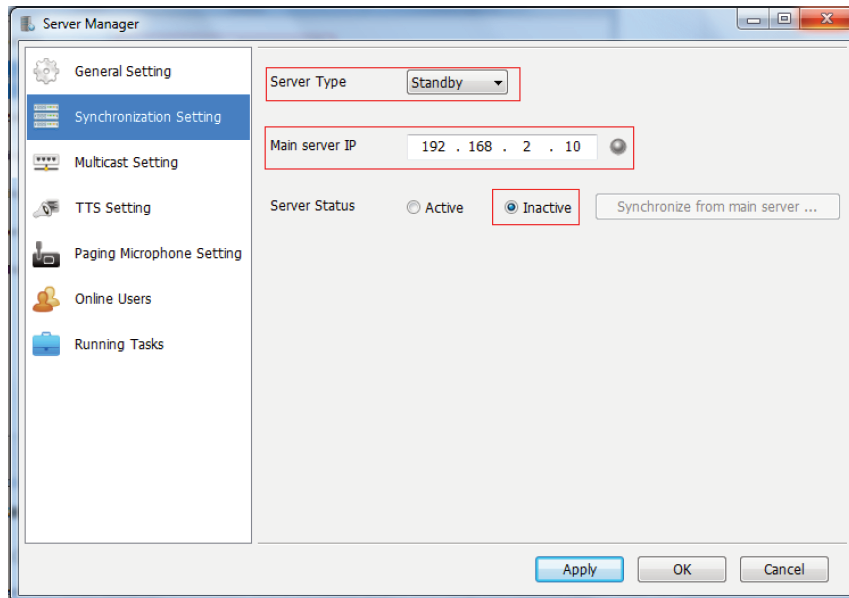 Server Manager
General Setting
Synchronization Setting
Multicast Setting
TTS Setting
Paging Microphone Setting
Online Users
Running Tasks
Server Type Standby
Main server IP 192 . 168 . 2 . 10
Server Status Active Inactive Synchronize from main server ...
Apply OK Cancel